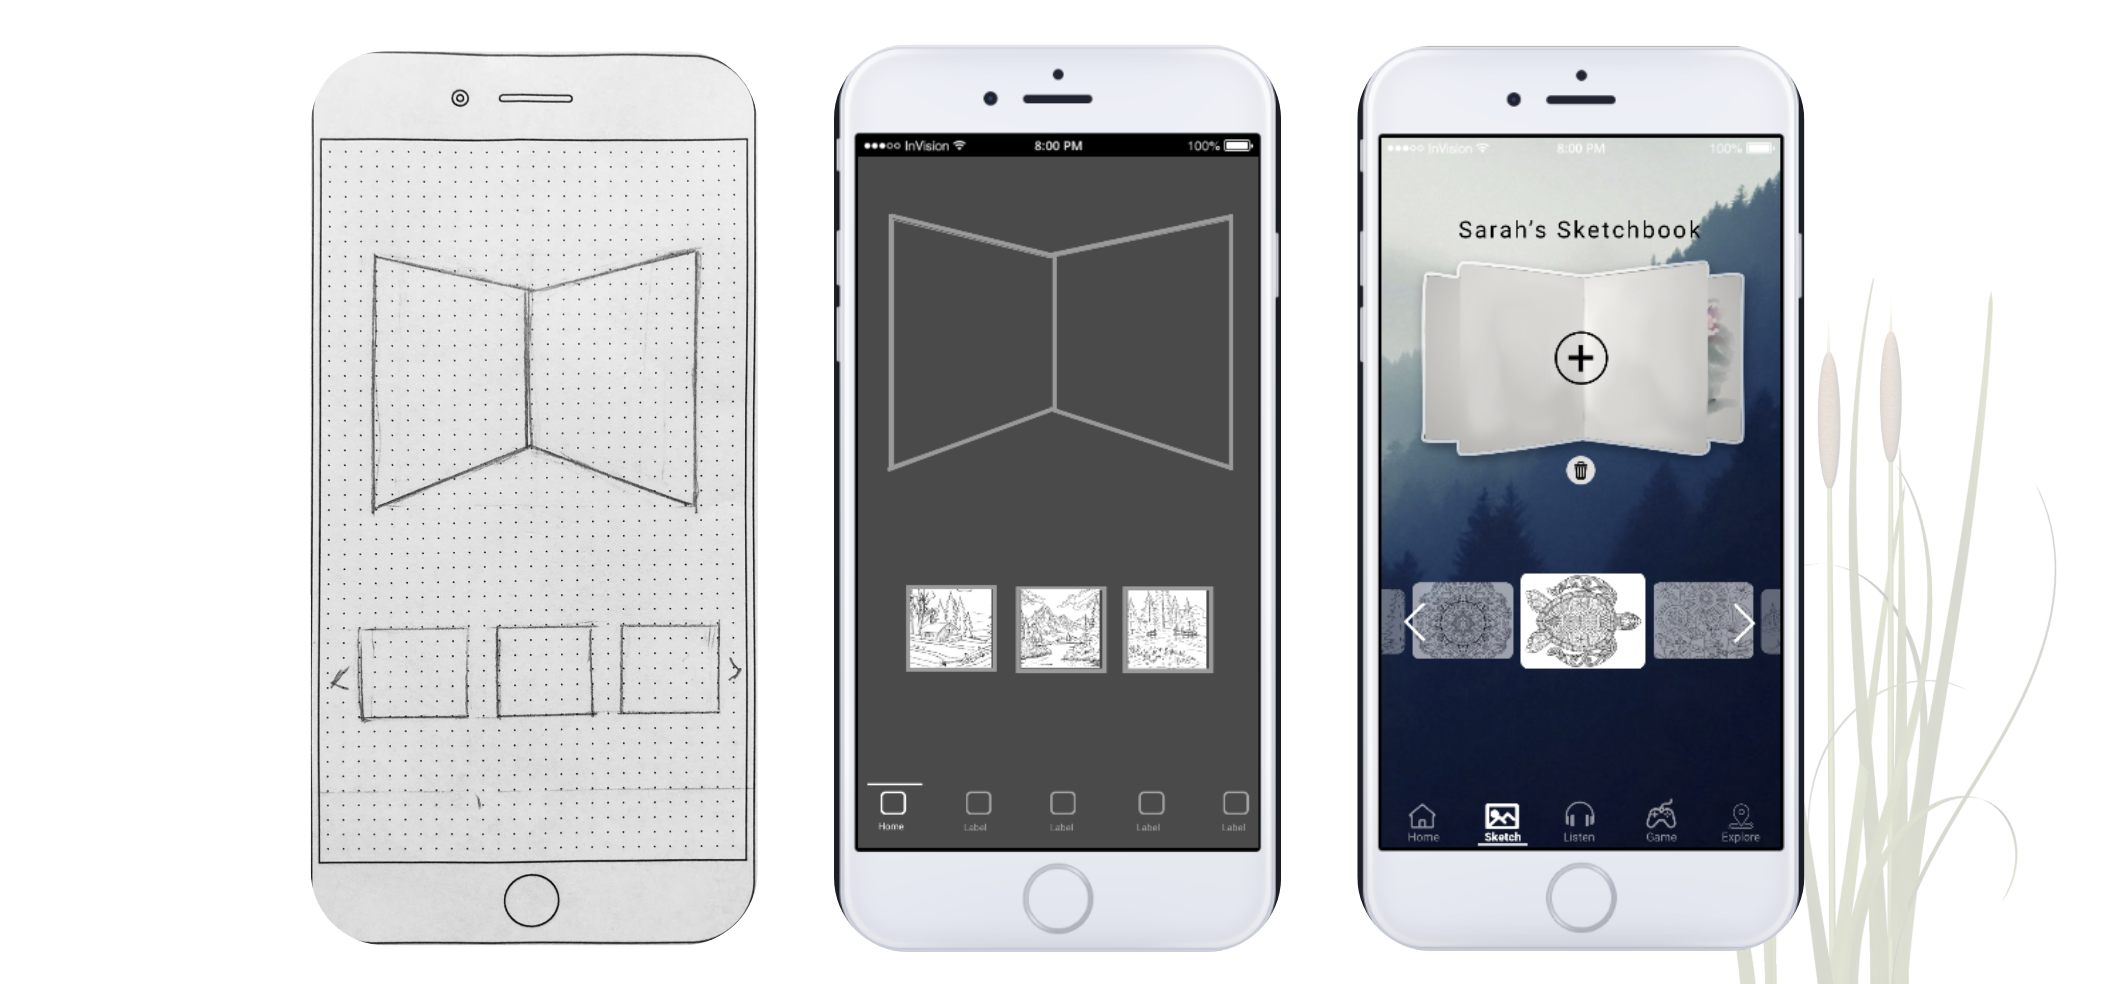 InVision 8:00 PM 100%
Home Label Label Label Label
InVision 8:00 PM 100%
Sarah's Sketchbook
Home Sketch Listen Game Explore